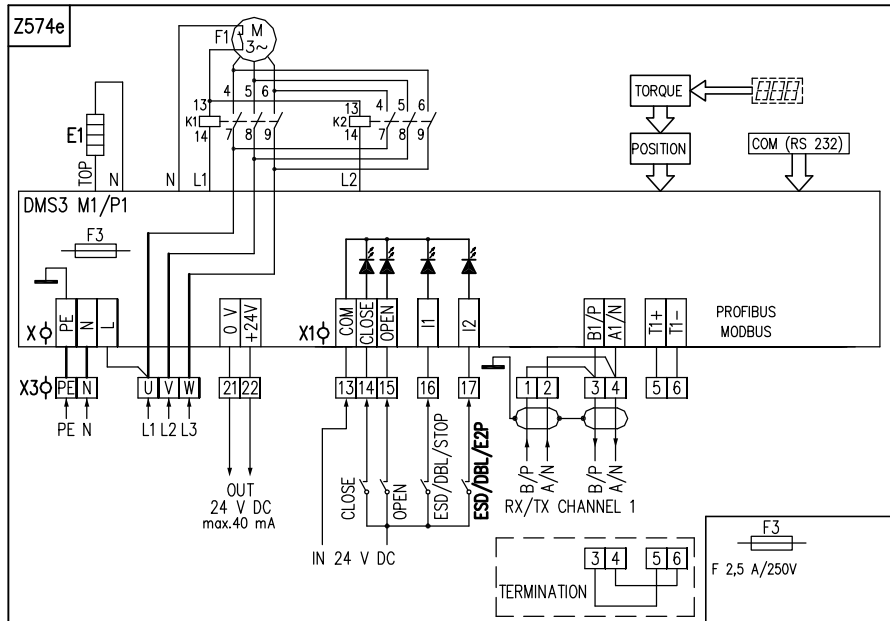 Z574e
F1
M
3~
4 5 6
13
K1
14
7 8 9
13
K2
14
4 5 6
7 8 9
E1
TOP
N
N
L1
L2
TORQUE
POSITION
COM (RS 232)
DMS3 M1/P1
F3
X
PE
N
L
0 V
+24V
X1
COM
CLOSE
OPEN
I1
I2
B1/P
A1/N
T1+
T1-
PROFIBUS
MODBUS
X3
PE N
U V W
21 22
13 14 15
16
17
1 2
3 4
5 6
PE N
L1 L2 L3
OUT
24 V DC
max.40 mA
CLOSE
OPEN
ESD/DBL/STOP
ESD/DBL/E2P
B/P
A/N
B/P
A/N
RX/TX CHANNEL 1
IN 24 V DC
TERMINATION
3 4
5 6
F3
F 2,5 A/250V